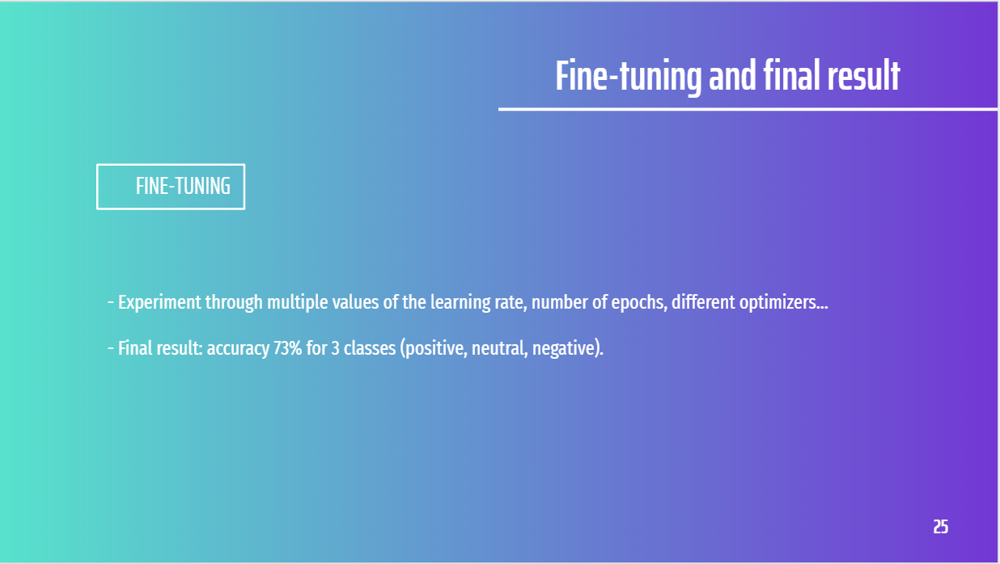 Fine-tuning and final result
FINE-TUNING
- Experiment through multiple values of the learning rate, number of epochs, different optimizers...
- Final result: accuracy 73% for 3 classes (positive, neutral, negative).
25